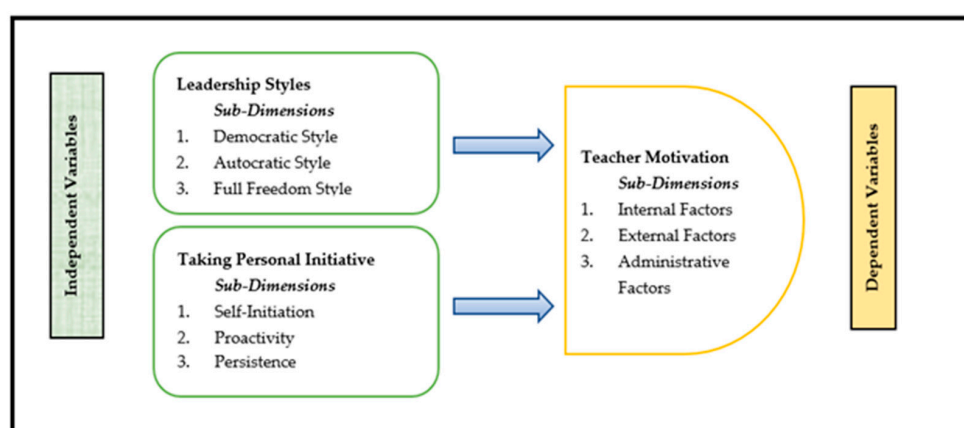 Independent Variables
Leadership Styles
Sub-Dimensions
1. Democratic Style
2. Autocratic Style
3. Full Freedom Style
Taking Personal Initiative
Sub-Dimensions
1. Self-Initiation
2. Proactivity
3. Persistence
Teacher Motivation
Sub-Dimensions
1. Internal Factors
2. External Factors
3. Administrative
Factors
Dependent Variables